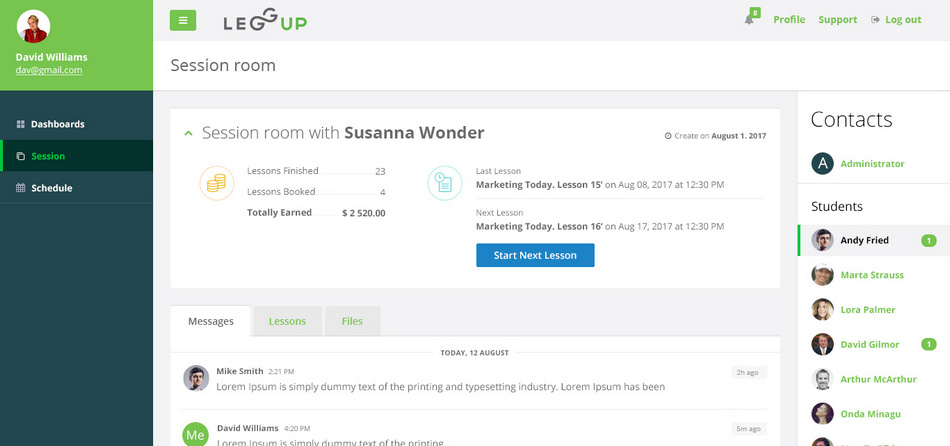 David Williams
dav@gmail.com
Dashboards
Session
Schedule
LEGGUP
8
Profile
Support
Log out
Session room
Session room with Susanna Wonder
Create on August 1. 2017
Lessons Finished 23
Lessons Booked 4
Totally Earned $ 2 520.00
Last Lesson
Marketing Today. Lesson 15' on Aug 08, 2017 at 12:30 PM
Next Lesson
Marketing Today. Lesson 16' on Aug 17, 2017 at 12:30 PM
Start Next Lesson
Messages
Lessons
Files
TODAY, 12 AUGUST
Mike Smith 2:21 PM
2h ago
Lorem Ipsum is simply dummy text of the printing and typesetting industry. Lorem Ipsum has been
Me
David Williams 4:20 PM
5m ago
Lorem Ipsum is simply dummy text of the printing
Contacts
A
Administrator
Students
Andy Fried 1
Marta Strauss
Lora Palmer
David Gilmor 1
Arthur McArthur
Onda Minagu